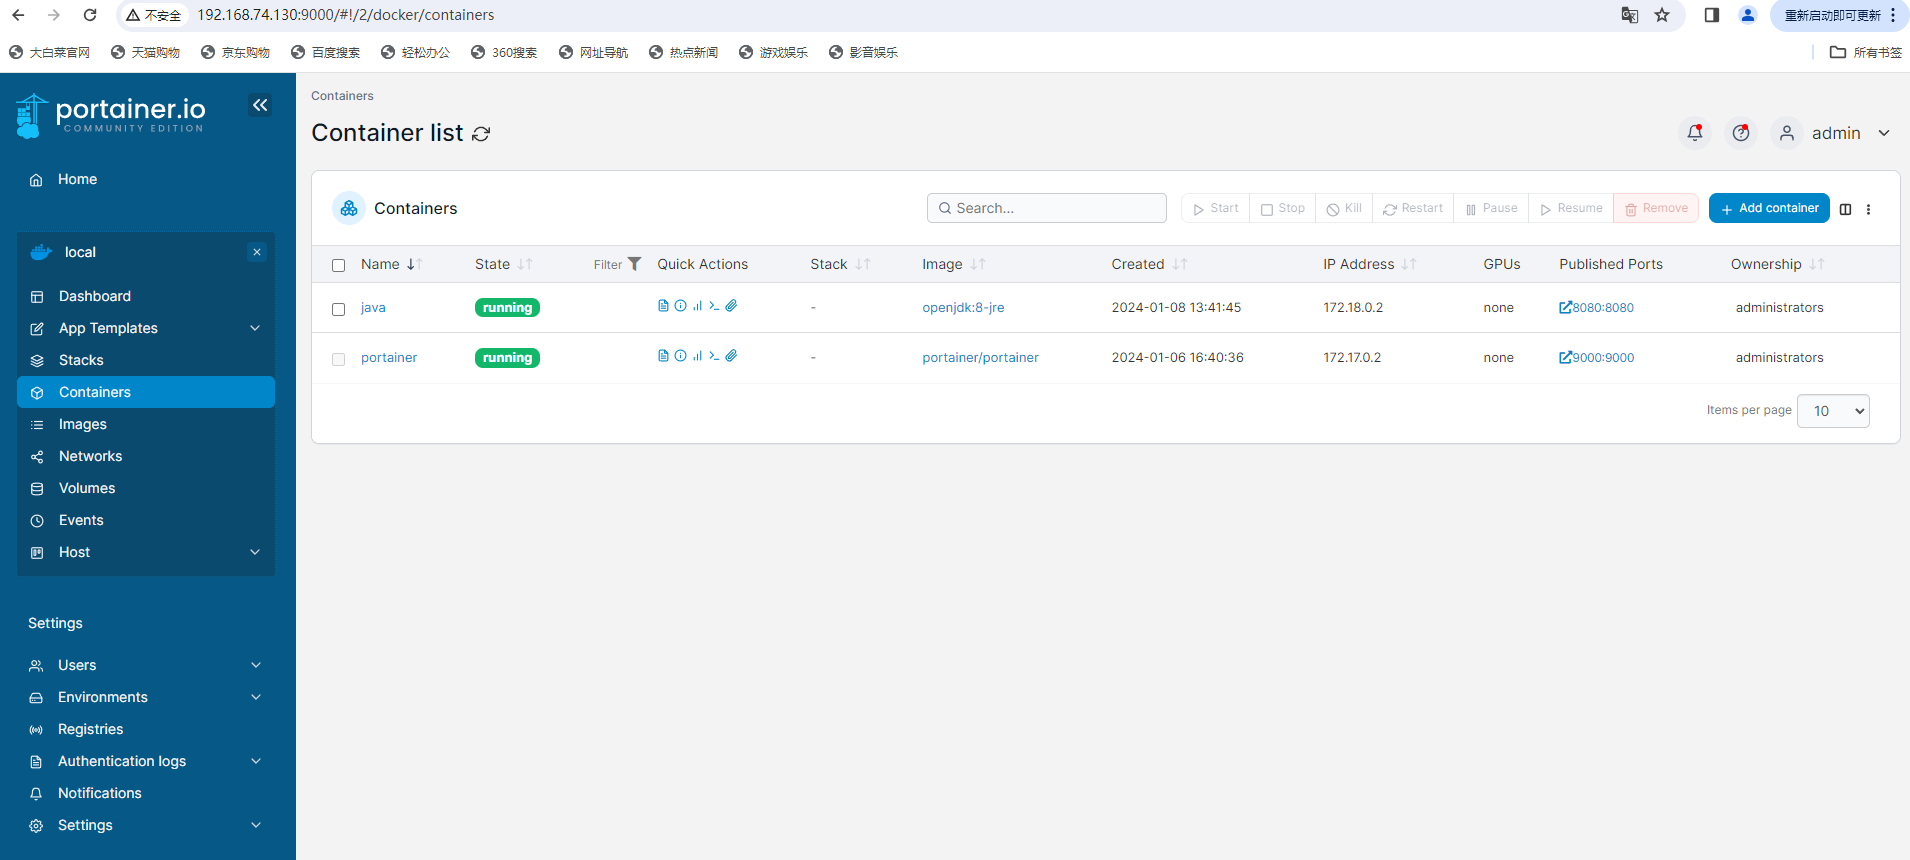 不安全 192.168.74.130:9000/#!/2/docker/containers 重新启动即可更新
大白菜官网 天猫购物 京东购物 百度搜索 轻松办公 360搜索 网址导航 热点新闻 游戏娱乐 影音娱乐 所有书签
portainer.io
COMMUNITY EDITION
Home
local
Dashboard
App Templates
Stacks
Containers
Images
Networks
Volumes
Events
Host
Settings
Users
Environments
Registries
Authentication logs
Notifications
Settings
Containers
Container list
admin
Containers
Search...
Start Stop Kill Restart Pause Resume Remove Add container
Name State Filter Quick Actions Stack Image Created IP Address GPUs Published Ports Ownership
java running - openjdk:8-jre 2024-01-08 13:41:45 172.18.0.2 none 8080:8080 administrators
portainer running - portainer/portainer 2024-01-06 16:40:36 172.17.0.2 none 9000:9000 administrators
Items per page 10